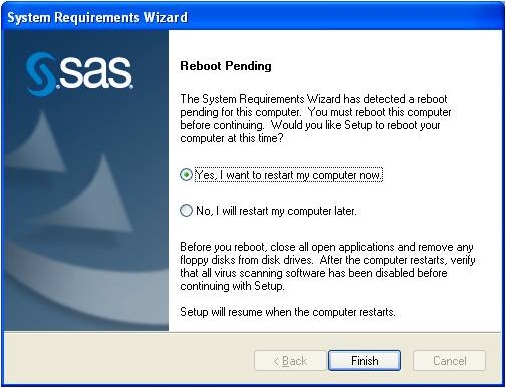 System Requirements Wizard
sas
Reboot Pending
The System Requirements Wizard has detected a reboot
pending for this computer. You must reboot this computer
before continuing. Would you like Setup to reboot your
computer at this time?
Yes, I want to restart my computer now.
No, I will restart my computer later.
Before you reboot, close all open applications and remove any
floppy disks from disk drives. After the computer restarts, verify
that all virus scanning software has been disabled before
continuing with Setup.
Setup will resume when the computer restarts.
< Back
Finish
Cancel